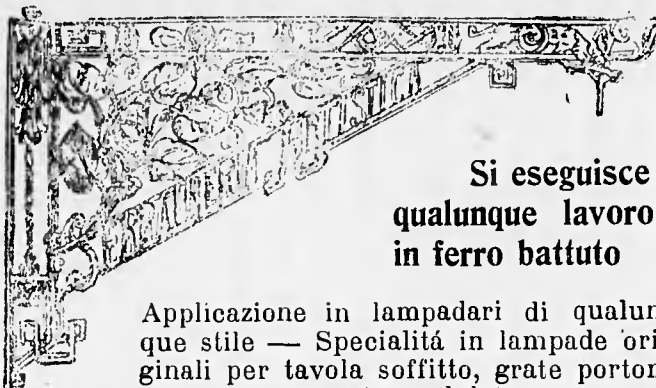 Si eseguisce
qualunque lavoro
in ferro battuto
Applicazione in lampadari di qualun
que stile — Specialitá in lampade ori
ginali per tavola soffitto, grate